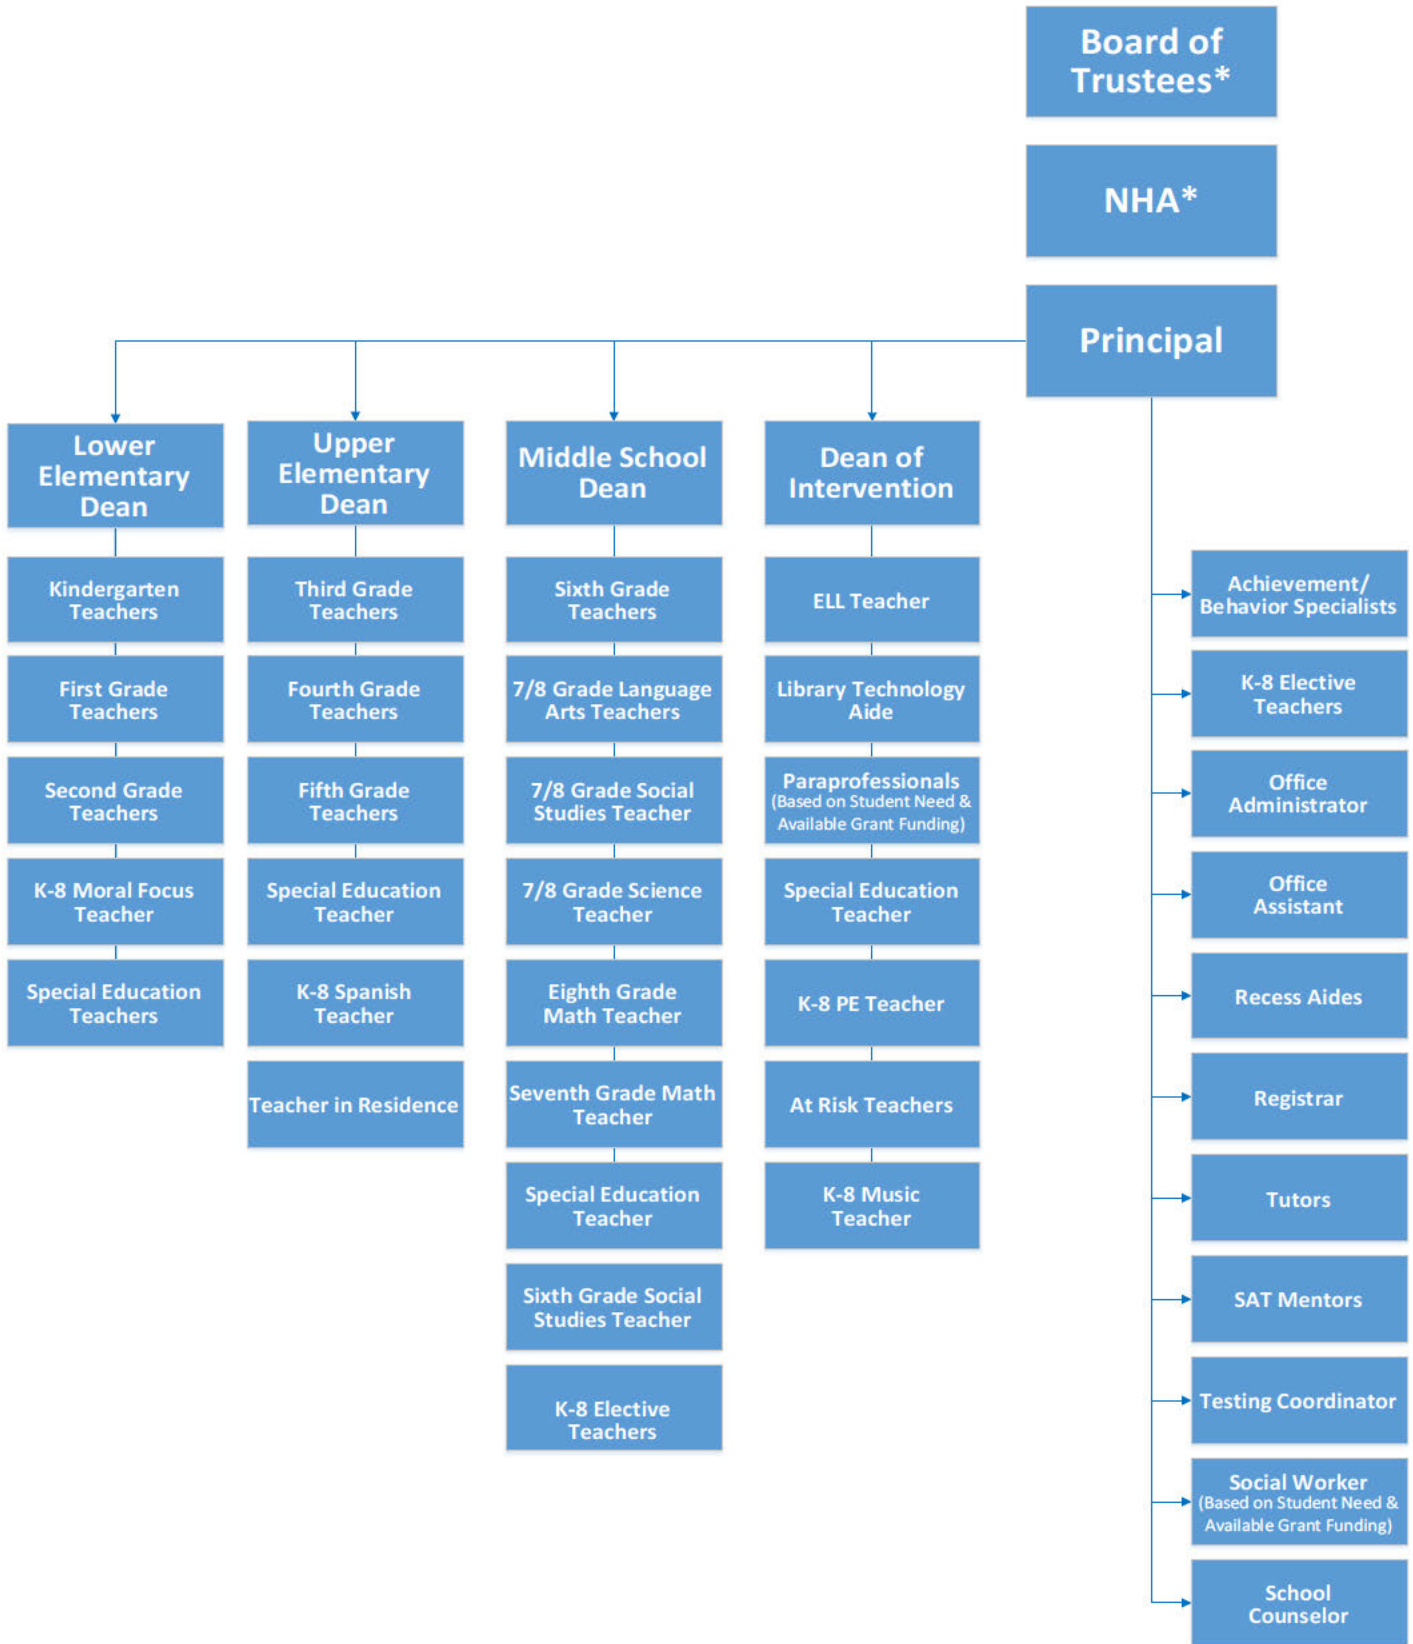 Board of
Trustees*
NHA*
Principal
Lower
Elementary
Dean
Kindergarten
Teachers
First Grade
Teachers
Second Grade
Teachers
K-8 Moral Focus
Teacher
Special Education
Teachers
Upper
Elementary
Dean
Third Grade
Teachers
Fourth Grade
Teachers
Fifth Grade
Teachers
Special Education
Teacher
K-8 Spanish
Teacher
Teacher in Residence
Middle School
Dean
Sixth Grade
Teachers
7/8 Grade Language
Arts Teachers
7/8 Grade Social
Studies Teacher
7/8 Grade Science
Teacher
Eighth Grade
Math Teacher
Seventh Grade Math
Teacher
Special Education
Teacher
Sixth Grade Social
Studies Teacher
K-8 Elective
Teachers
Dean of
Intervention
ELL Teacher
Library Technology
Aide
Paraprofessionals
(Based on Student Need &
Available Grant Funding)
Special Education
Teacher
K-8 PE Teacher
At Risk Teachers
K-8 Music
Teacher
Achievement/
Behavior Specialists
K-8 Elective
Teachers
Office
Administrator
Office
Assistant
Recess Aides
Registrar
Tutors
SAT Mentors
Testing Coordinator
Social Worker
(Based on Student Need &
Available Grant Funding)
School
Counselor